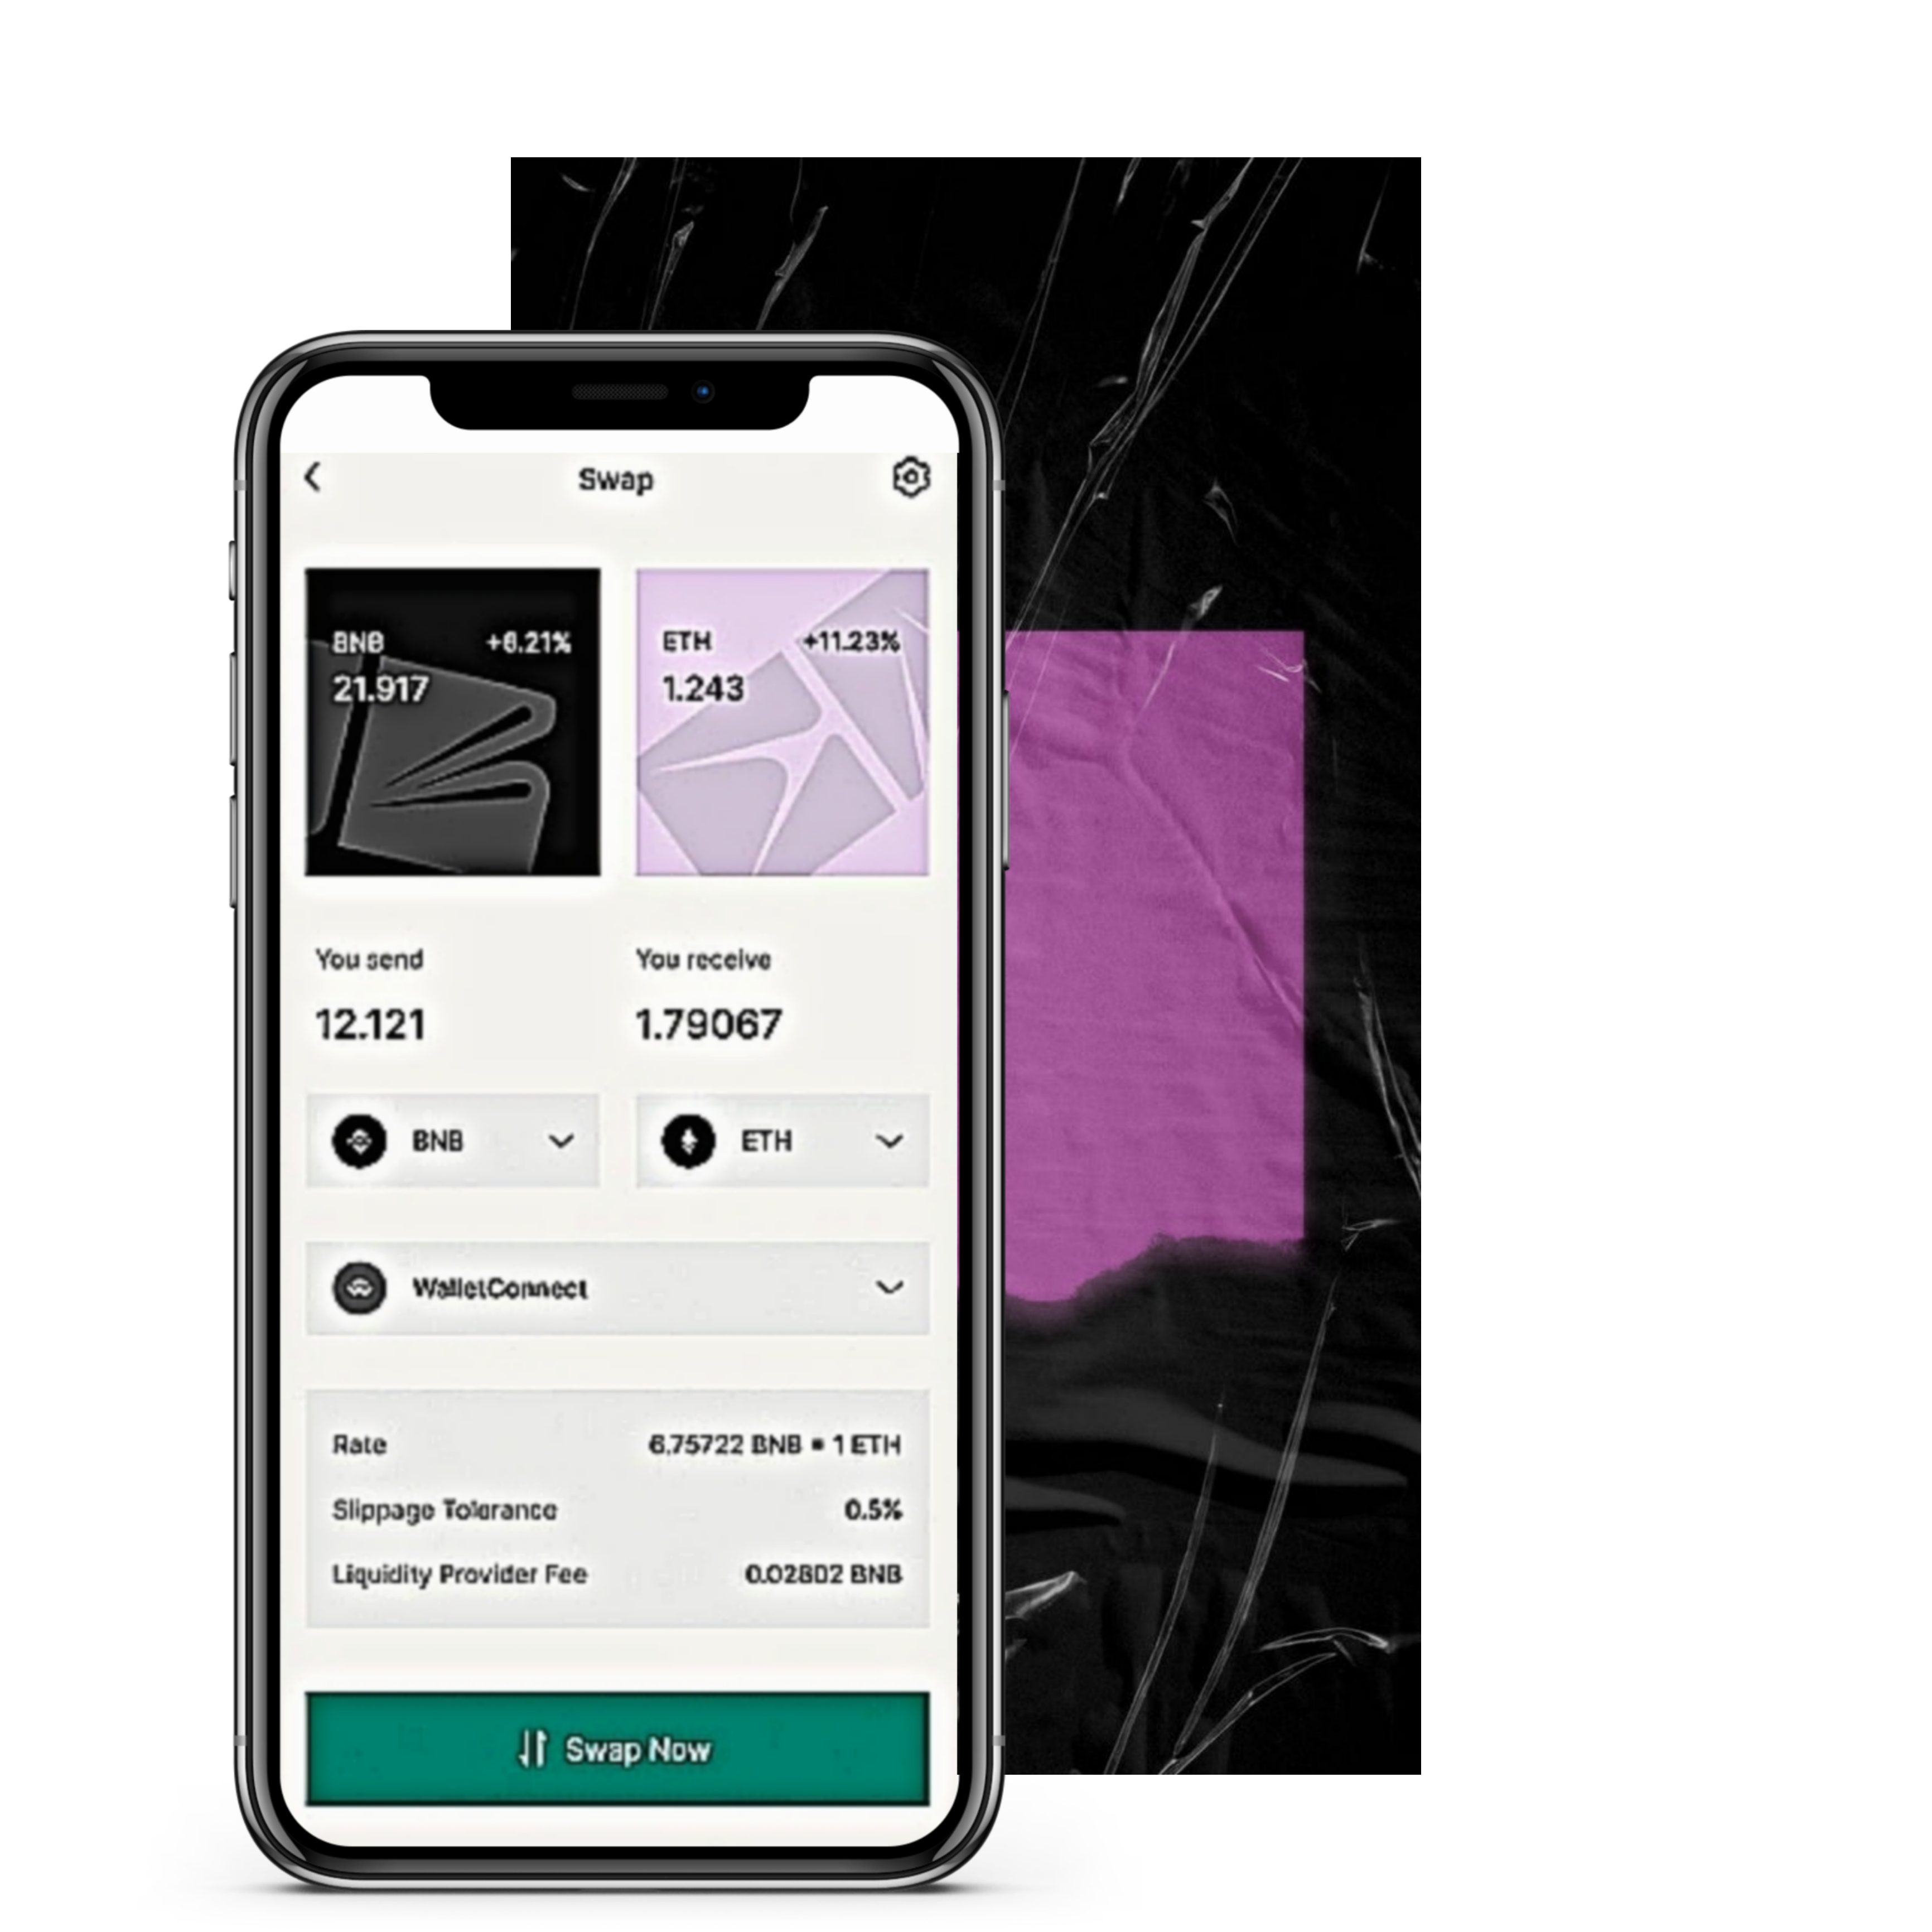 Swap
BNB +6.21%
21.917
ETH +11.23%
1.243
You send
12.121
You receive
1.79067
BNB
ETH
WalletConnect
Rate 6.75722 BNB = 1 ETH
Slippage Tolerance 0.5%
Liquidity Provider Fee 0.02802 BNB
Swap Now